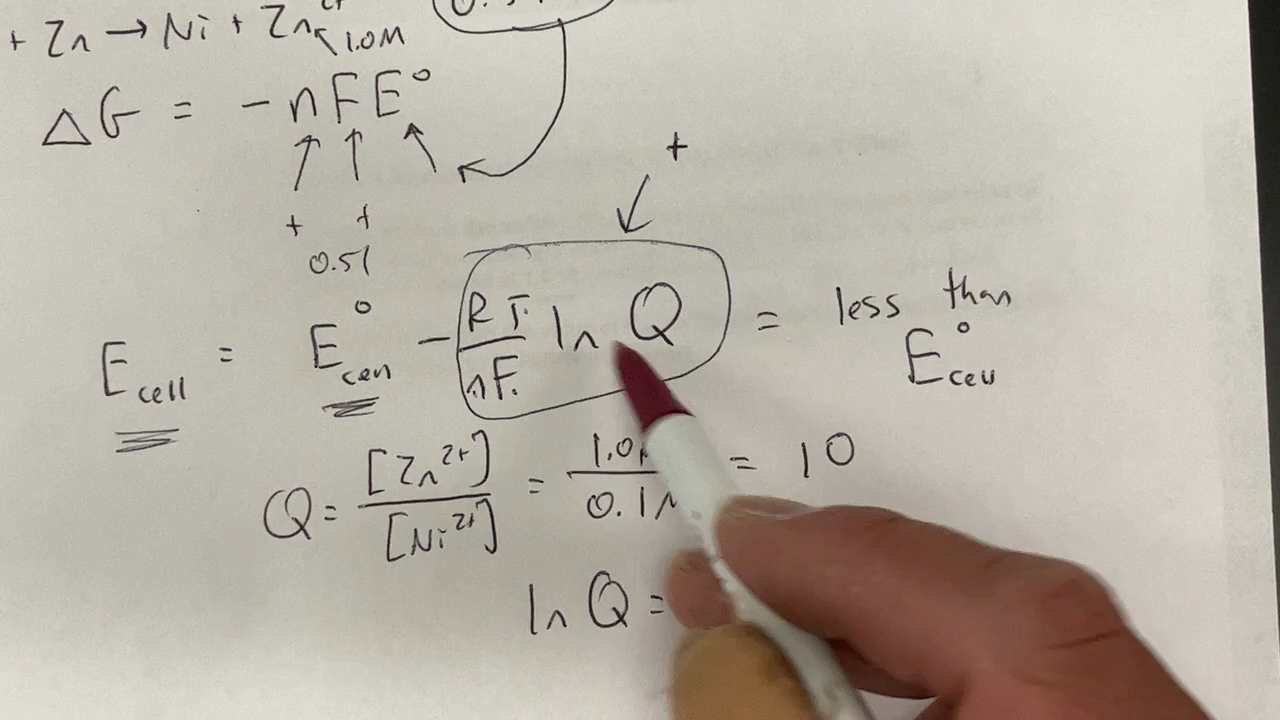 + Zn → Ni + Zn²⁺
1.0M
ΔG = -nFE°
+
+ +
0.51
E cell = E° cell - RT/nF ln Q = less than E° cell
Q = [Zn²⁺]/[Ni²⁺] = 1.0/0.1 = 10
ln Q =